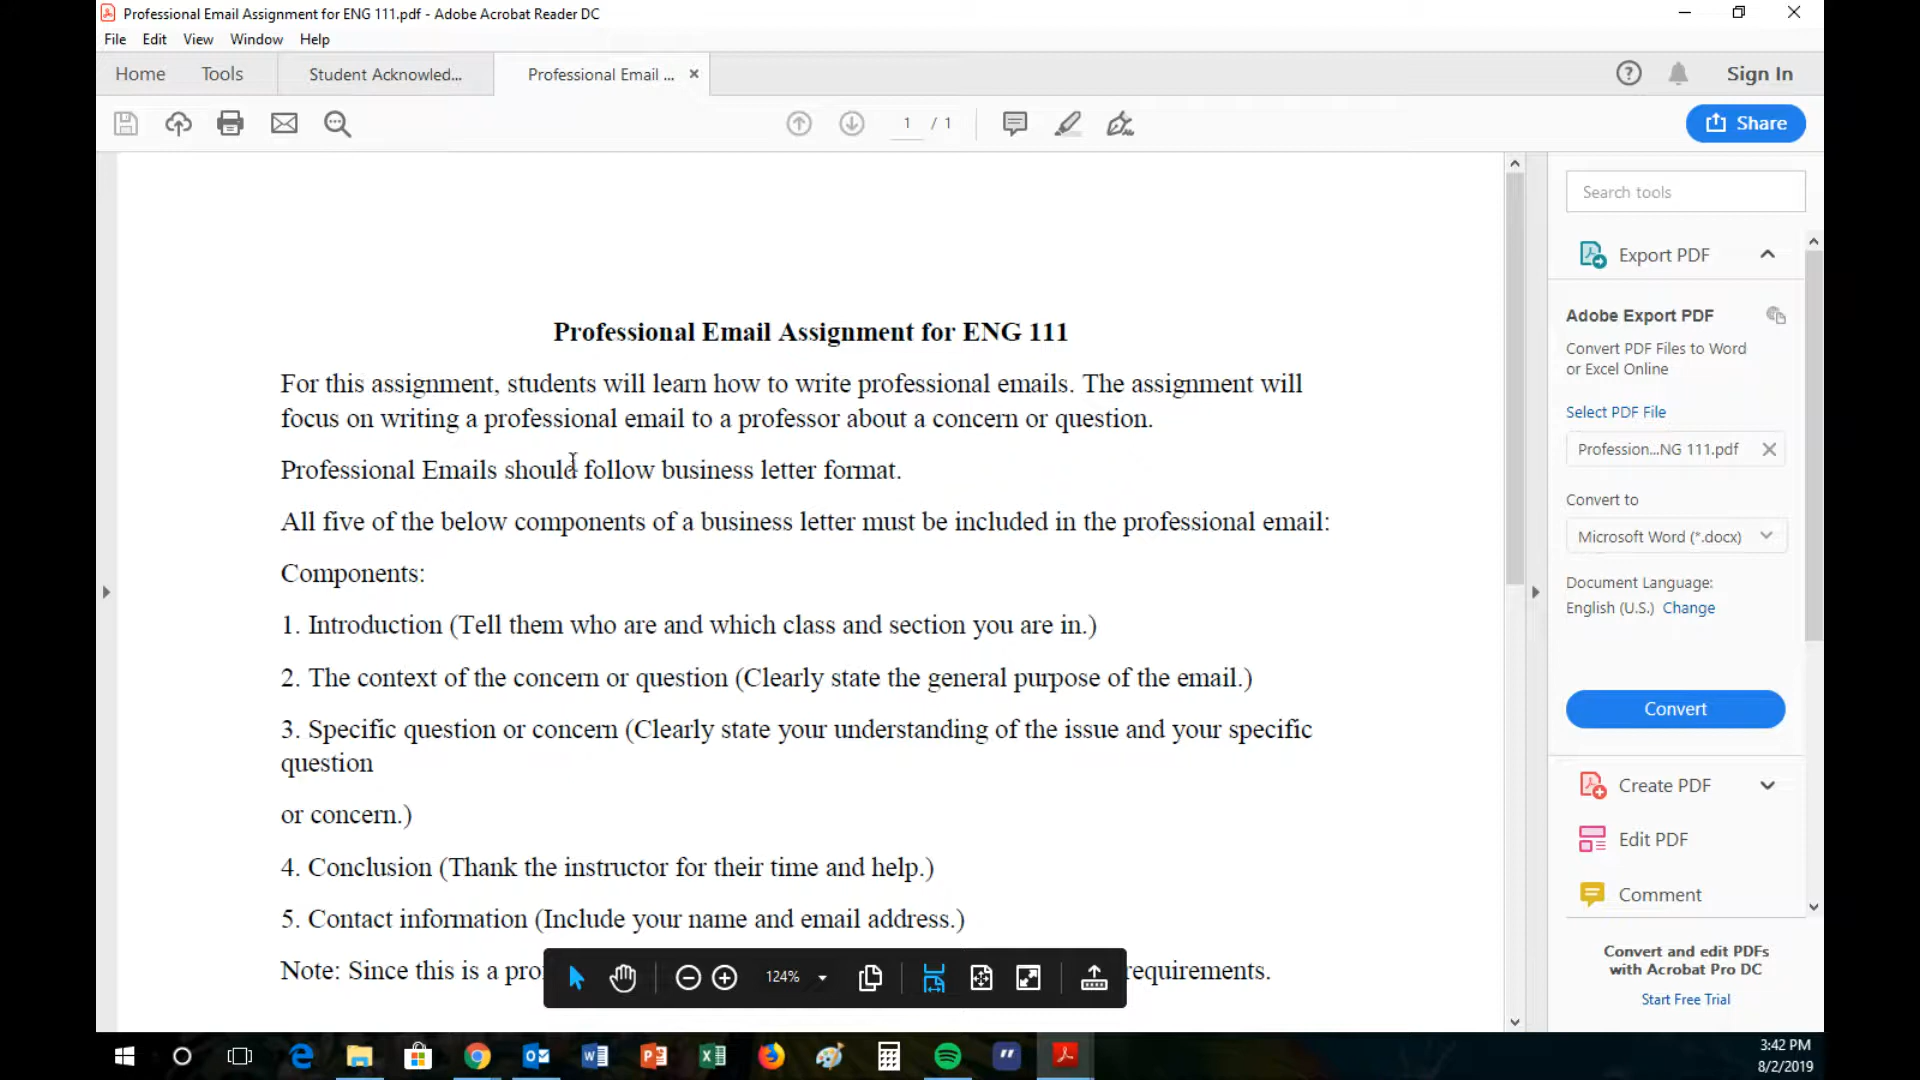 Professional Email Assignment for ENG 111.pdf - Adobe Acrobat Reader DC
File Edit View Window Help
Home Tools Student Acknowled... Professional Email ... Sign In
1 / 1 Share
Search tools
Export PDF
Adobe Export PDF
Convert PDF Files to Word
or Excel Online
Select PDF File
Profession...NG 111.pdf
Convert to
Microsoft Word (*.docx)
Document Language:
English (U.S.) Change
Convert
Create PDF
Edit PDF
Comment
Convert and edit PDFs
with Acrobat Pro DC
Start Free Trial
Professional Email Assignment for ENG 111
For this assignment, students will learn how to write professional emails. The assignment will
focus on writing a professional email to a professor about a concern or question.
Professional Emails should follow business letter format.
All five of the below components of a business letter must be included in the professional email:
Components:
1. Introduction (Tell them who are and which class and section you are in.)
2. The context of the concern or question (Clearly state the general purpose of the email.)
3. Specific question or concern (Clearly state your understanding of the issue and your specific
question
or concern.)
4. Conclusion (Thank the instructor for their time and help.)
5. Contact information (Include your name and email address.)
Note: Since this is a pro requirements.
124%
3:42 PM
8/2/2019